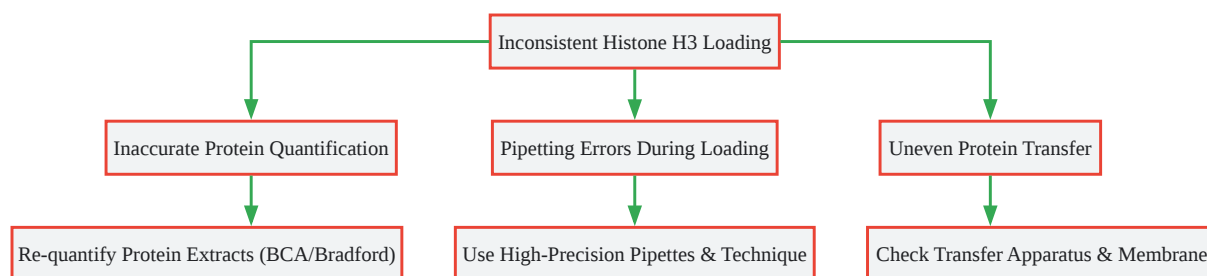 Inconsistent Histone H3 Loading
Inaccurate Protein Quantification
Pipetting Errors During Loading
Uneven Protein Transfer
Re-quantify Protein Extracts (BCA/Bradford)
Use High-Precision Pipettes & Technique
Check Transfer Apparatus & Membrane